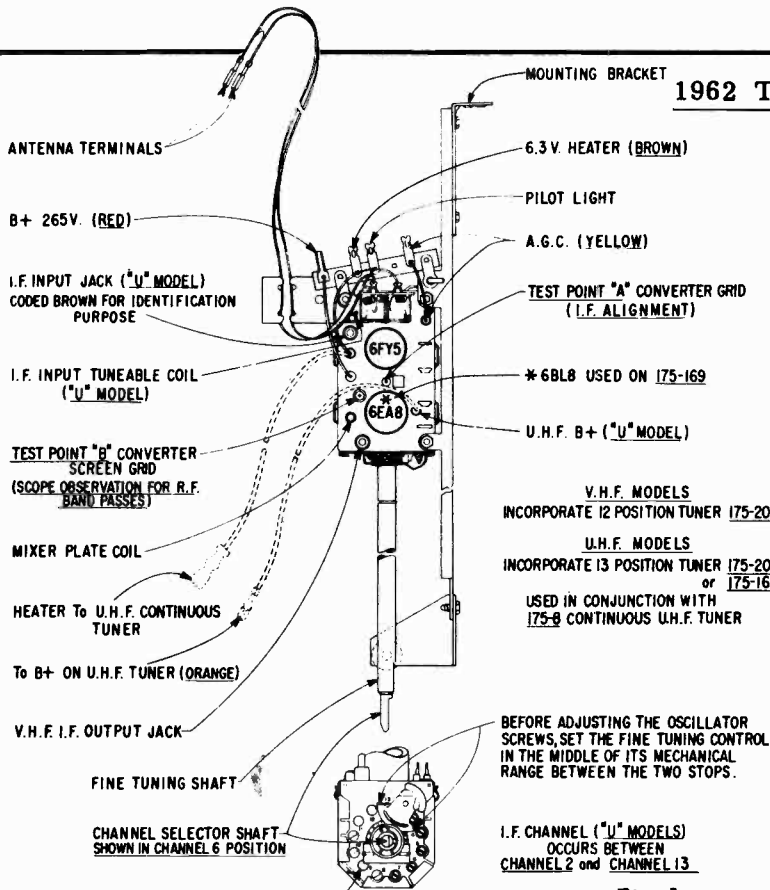 MOUNTING BRACKET
1962 T
ANTENNA TERMINALS
6.3 V. HEATER (BROWN)
PILOT LIGHT
B+ 265V. (RED)
A.G.C. (YELLOW)
I.F. INPUT JACK ("U" MODEL)
CODED BROWN FOR IDENTIFICATION
PURPOSE
TEST POINT "A" CONVERTER GRID
(I.F. ALIGNMENT)
6FY5
I.F. INPUT TUNEABLE COIL
("U" MODEL)
* 6BL8 USED ON 175-169
*
6EA8
U.H.F. B+ ("U" MODEL)
TEST POINT "B" CONVERTER
SCREEN GRID
(SCOPE OBSERVATION FOR R.F.
BAND PASSES)
V.H.F. MODELS
INCORPORATE 12 POSITION TUNER 175-20
U.H.F. MODELS
INCORPORATE 13 POSITION TUNER 175-20
or 175-16
USED IN CONJUNCTION WITH
175-8 CONTINUOUS U.H.F. TUNER
MIXER PLATE COIL
HEATER To U.H.F. CONTINUOUS
TUNER
To B+ ON U.H.F. TUNER (ORANGE)
V.H.F. I.F. OUTPUT JACK
BEFORE ADJUSTING THE OSCILLATOR
SCREWS, SET THE FINE TUNING CONTROL
IN THE MIDDLE OF ITS MECHANICAL
RANGE BETWEEN THE TWO STOPS.
FINE TUNING SHAFT
CHANNEL SELECTOR SHAFT
SHOWN IN CHANNEL 6 POSITION
I.F. CHANNEL ("U" MODELS)
OCCURS BETWEEN
CHANNEL 2 and CHANNEL 13